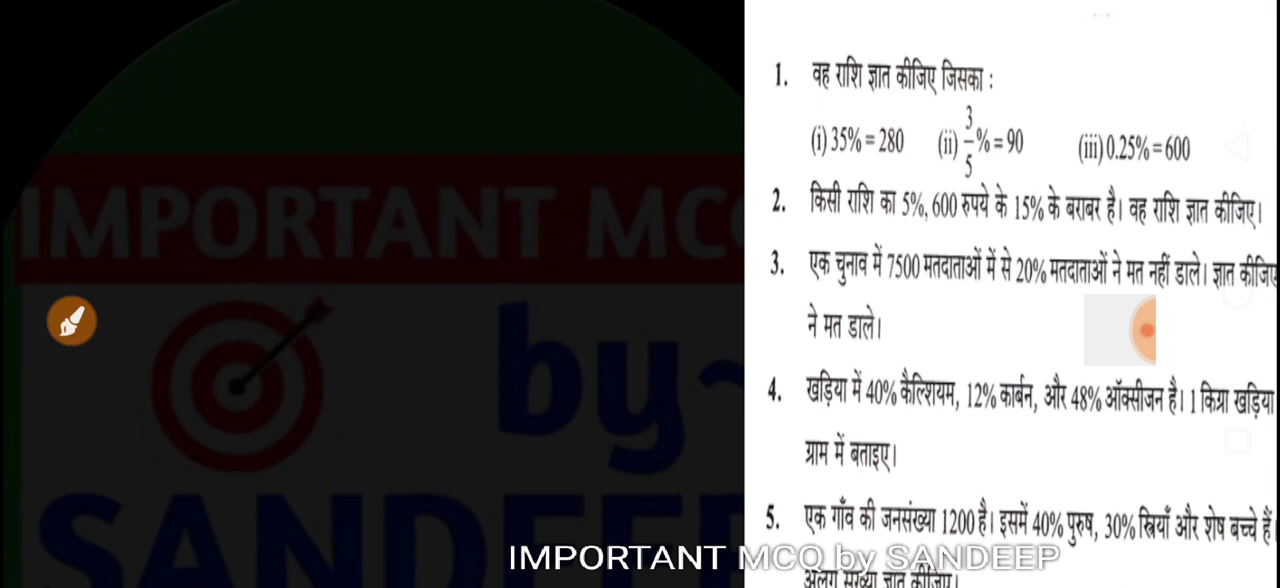 IMPORTANT MC
by
SANDEEP
1. वह राशि ज्ञात कीजिए जिसका :
(i) 35% = 280 (ii) 3/5 % = 90 (iii) 0.25% = 600
2. किसी राशि का 5%, 600 रुपये के 15% के बराबर है। वह राशि ज्ञात कीजिए।
3. एक चुनाव में 7500 मतदाताओं में से 20% मतदाताओं ने मत नहीं डाले। ज्ञात कीजिए
ने मत डाले।
4. खड़िया में 40% कैल्शियम, 12% कार्बन, और 48% ऑक्सीजन है। 1 किग्रा खड़िया
ग्राम में बताइए।
5. एक गाँव की जनसंख्या 1200 है। इसमें 40% पुरुष, 30% स्त्रियाँ और शेष बच्चे हैं
अलग संख्या ज्ञात कीजिए।
IMPORTANT MCQ by SANDEEP